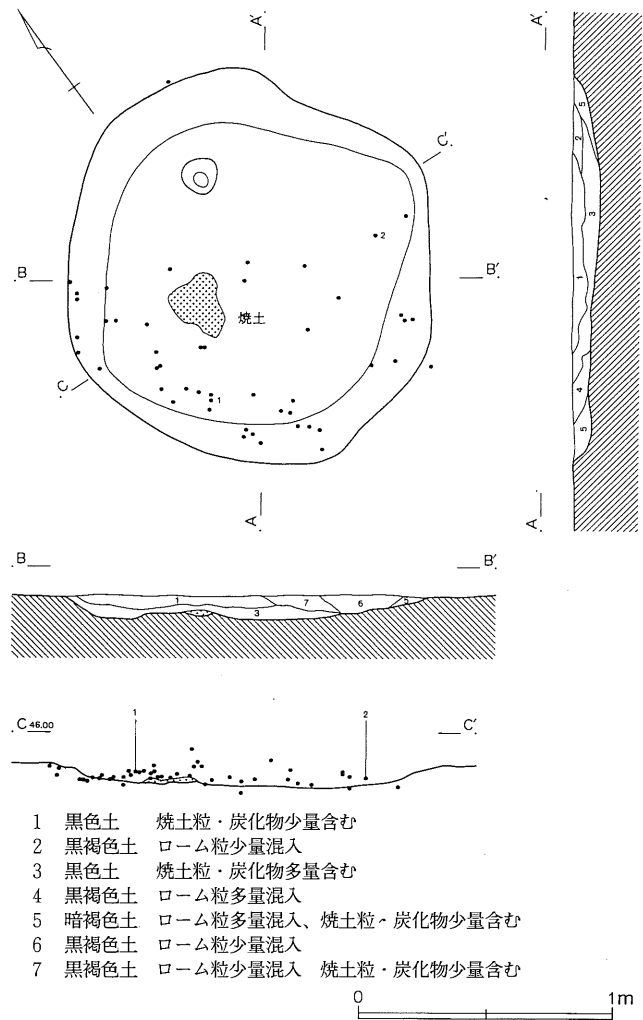 A'
A'
C'
2
B
B'
焼土
C
1
A
A
5
2
3
1
4
5
B
B'
1
7
6
5
3
C 46.00
1
2
C'
1 黒色土 焼土粒・炭化物少量含む
2 黒褐色土 ローム粒少量混入
3 黒色土 焼土粒・炭化物多量含む
4 黒褐色土 ローム粒多量混入
5 暗褐色土 ローム粒多量混入、焼土粒・炭化物少量含む
6 黒褐色土 ローム粒少量混入
7 黒褐色土 ローム粒少量混入 焼土粒・炭化物少量含む
0 1m